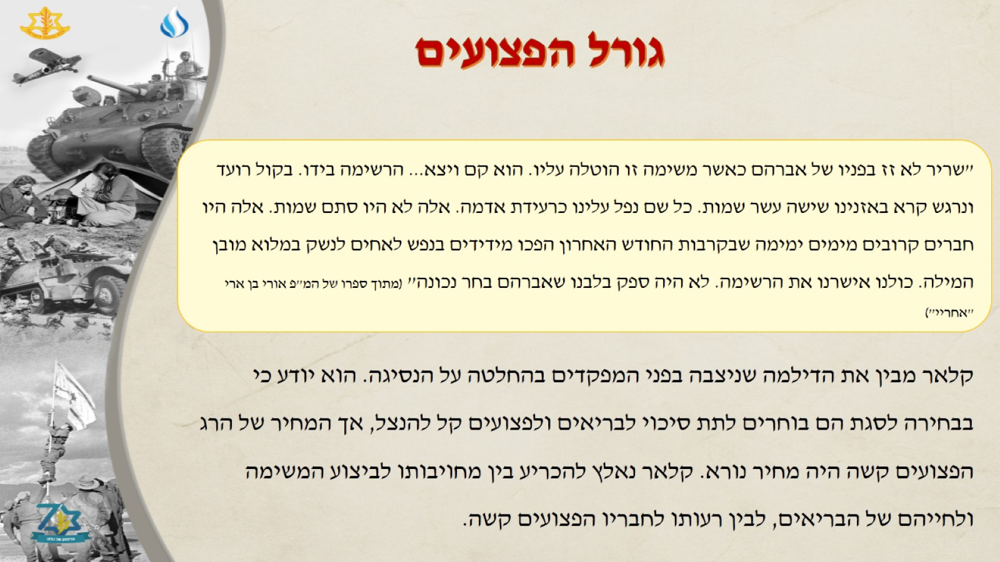 גורל הפצועים
"שריר לא זז בפניו של אברהם כאשר משימה זו הוטלה עליו. הוא קם ויצא... הרשימה בידו. בקול רועד
ונרגש קרא באזנינו שישה עשר שמות. כל שם נפל עלינו כרעידת אדמה. אלה לא היו סתם שמות. אלה היו
חברים קרובים מימים ימימה שבקרבות החודש האחרון הפכו מידידים בנפש לאחים לנשק במלוא מובן
המילה. כולנו אישרנו את הרשימה. לא היה ספק בלבנו שאברהם בחר נכונה" (מתוך ספרו של המ"פ אורי בן ארי
"אחריי")
קלאר מבין את הדילמה שניצבה בפני המפקדים בהחלטה על הנסיגה. הוא יודע כי
בבחירה לסגת הם בוחרים לתת סיכוי לבריאים ולפצועים קל להנצל, אך המחיר של הרג
הפצועים קשה היה מחיר נורא. קלאר נאלץ להכריע בין מחויבותו לביצוע המשימה
ולחייהם של הבריאים, לבין רעותו לחבריו הפצועים קשה.
70